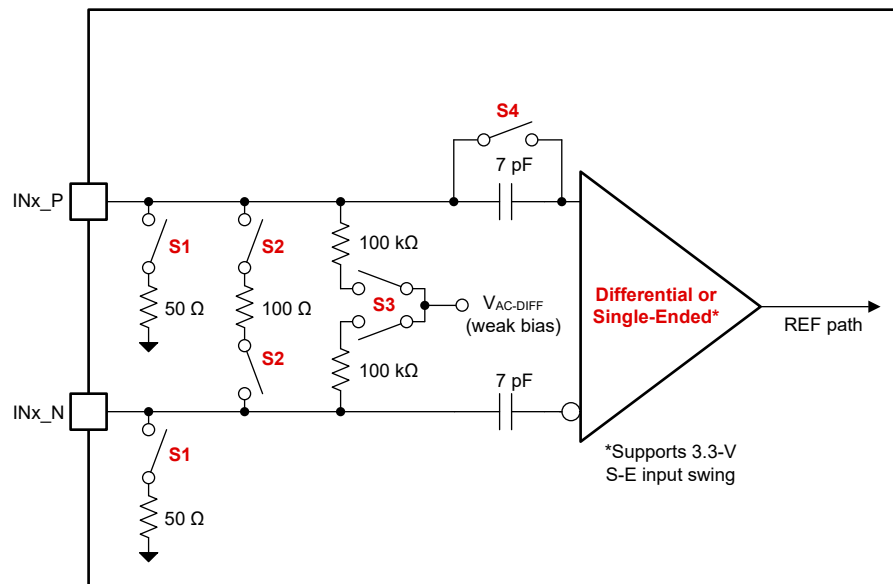 S4
7 pF
INx_P
S1
S2
100 kΩ
50 Ω
100 Ω
S3
VAC-DIFF
(weak bias)
Differential or
Single-Ended*
REF path
S2
100 kΩ
7 pF
INx_N
S1
*Supports 3.3-V
S-E input swing
50 Ω